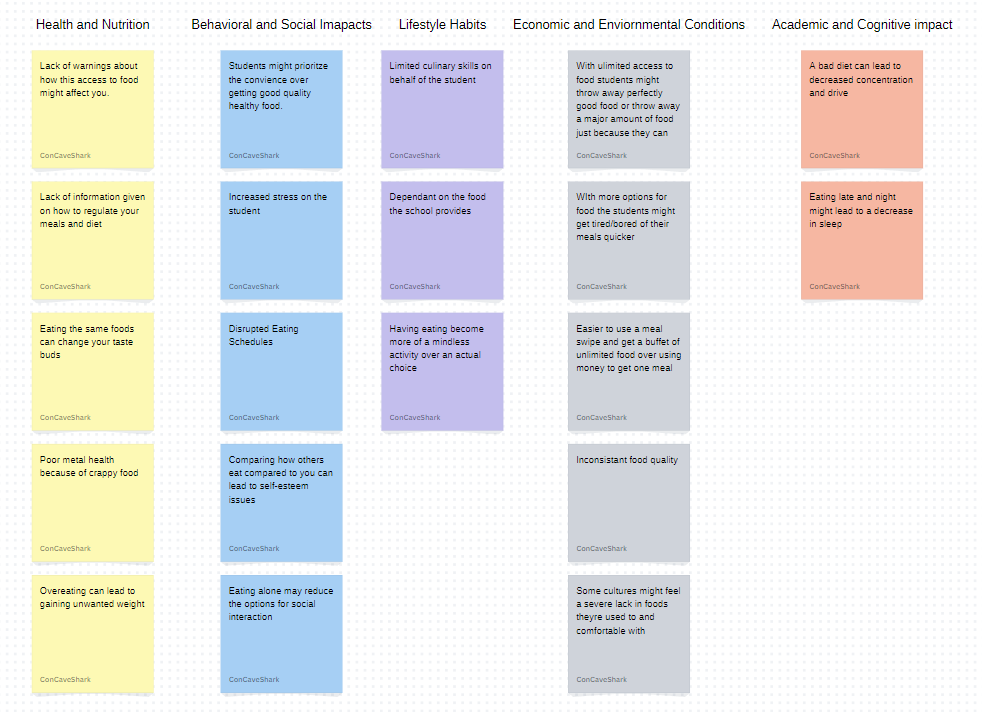 Health and Nutrition
Behavioral and Social Imapacts
Lifestyle Habits
Economic and Enviornmental Conditions
Academic and Cognitive impact
Lack of warnings about
how this access to food
might affect you.
ConCaveShark
Lack of information given
on how to regulate your
meals and diet
ConCaveShark
Eating the same foods
can change your taste
buds
ConCaveShark
Poor metal health
because of crappy food
ConCaveShark
Overeating can lead to
gaining unwanted weight
ConCaveShark
Students might priotize
the convience over
getting good quality
healthy food.
ConCaveShark
Increased stress on the
student
ConCaveShark
Disrupted Eating
Schedules
ConCaveShark
Comparing how others
eat compared to you can
lead to self-esteem
issues
ConCaveShark
Eating alone may reduce
the options for social
interaction
ConCaveShark
Limited culinary skills on
behalf of the student
ConCaveShark
Dependant on the food
the school provides
ConCaveShark
Having eating become
more of a mindless
activity over an actual
choice
ConCaveShark
With ulimited access to
food students might
throw away perfectly
good food or throw away
a major amount of food
just because they can
ConCaveShark
WIth more options for
food the students might
get tired/bored of their
meals quicker
ConCaveShark
Easier to use a meal
swipe and get a buffet of
unlimited food over using
money to get one meal
ConCaveShark
Inconsistant food quality
ConCaveShark
Some cultures might feel
a severe lack in foods
theyre used to and
comfortable with
ConCaveShark
A bad diet can lead to
decreased concentration
and drive
ConCaveShark
Eating late and night
might lead to a decrease
in sleep
ConCaveShark